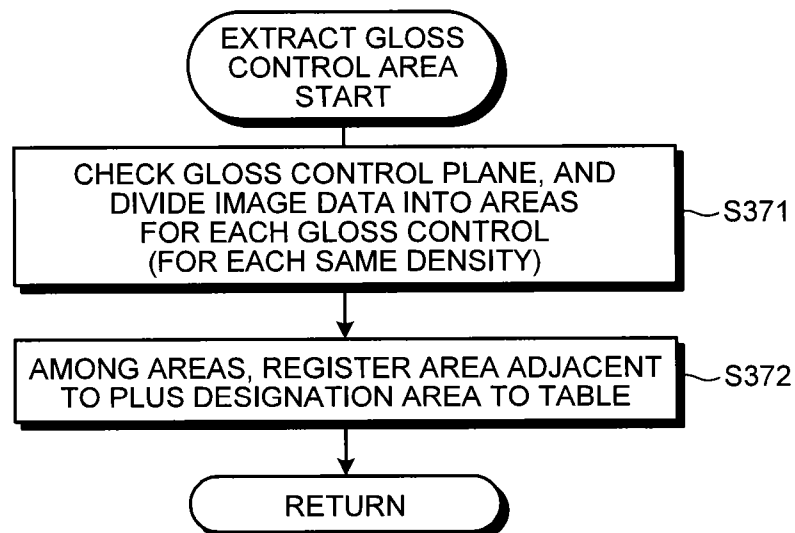 EXTRACT GLOSS
CONTROL AREA
START
CHECK GLOSS CONTROL PLANE, AND
DIVIDE IMAGE DATA INTO AREAS
FOR EACH GLOSS CONTROL
(FOR EACH SAME DENSITY)
S371
AMONG AREAS, REGISTER AREA ADJACENT
TO PLUS DESIGNATION AREA TO TABLE
S372
RETURN